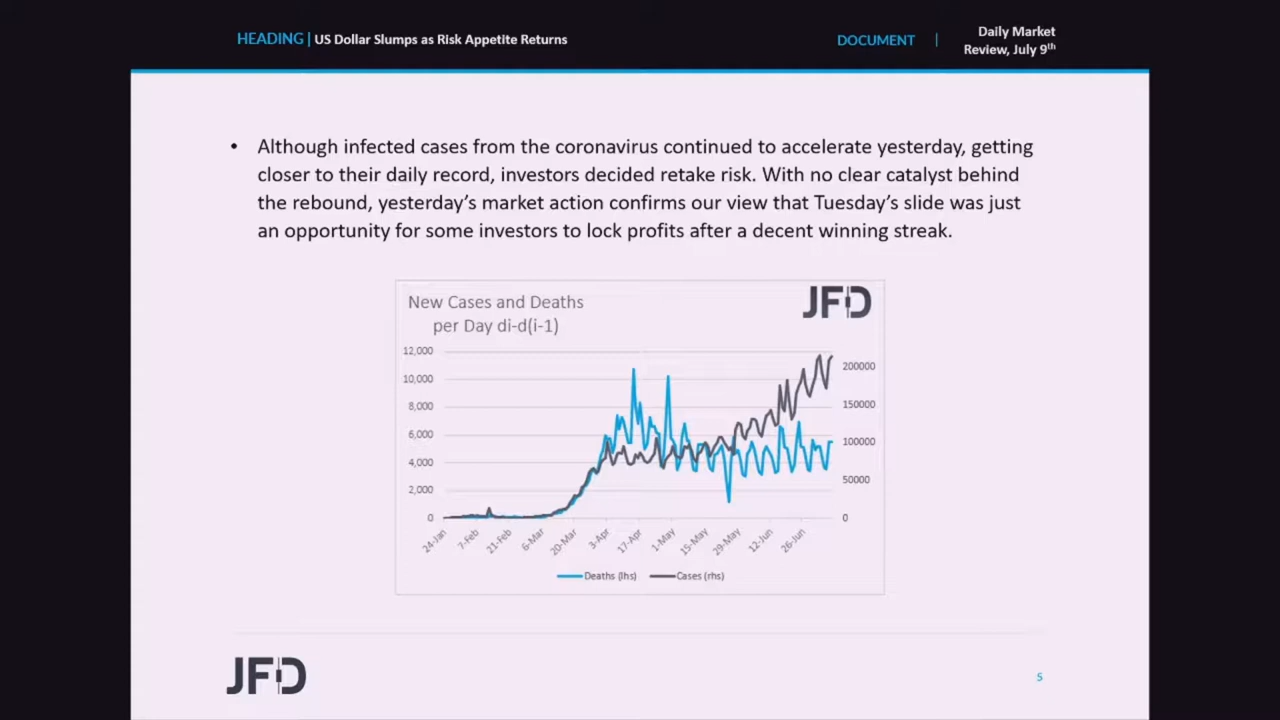 HEADING | US Dollar Slumps as Risk Appetite Returns
DOCUMENT | Daily Market
Review, July 9th
• Although infected cases from the coronavirus continued to accelerate yesterday, getting
closer to their daily record, investors decided retake risk. With no clear catalyst behind
the rebound, yesterday's market action confirms our view that Tuesday's slide was just
an opportunity for some investors to lock profits after a decent winning streak.
New Cases and Deaths
per Day di-d(i-1)
JFD
12,000
10,000
8,000
6,000
4,000
2,000
0
200000
150000
100000
50000
0
24-Jan
7-Feb
21-Feb
6-Mar
20-Mar
3-Apr
17-Apr
1-May
15-May
29-May
12-Jun
26-Jun
Deaths (lhs)
Cases (rhs)
JFD
5